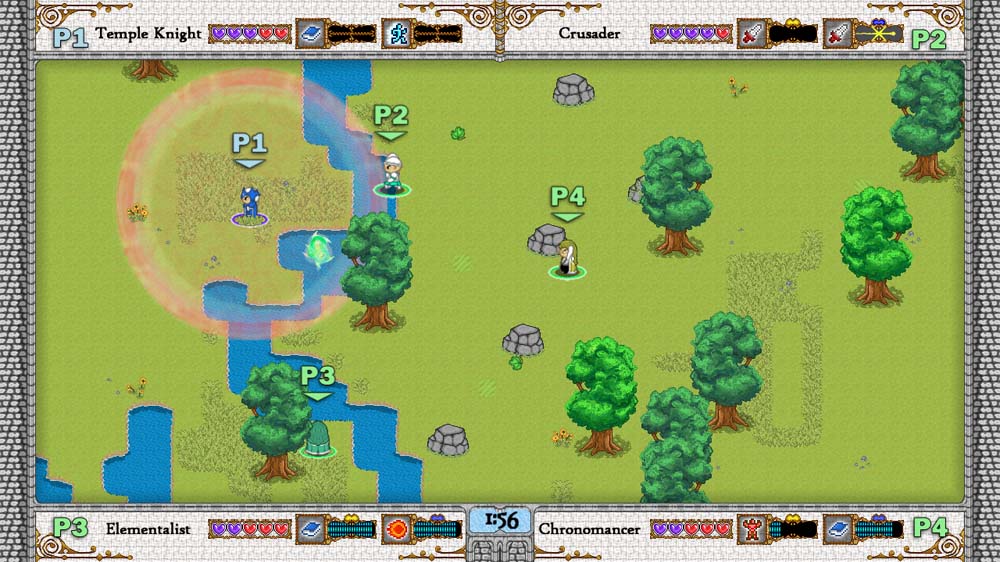 P1 Temple Knight
Crusader P2
P2
P1
P4
P3
P3 Elementalist
1:56
Chronomancer P4